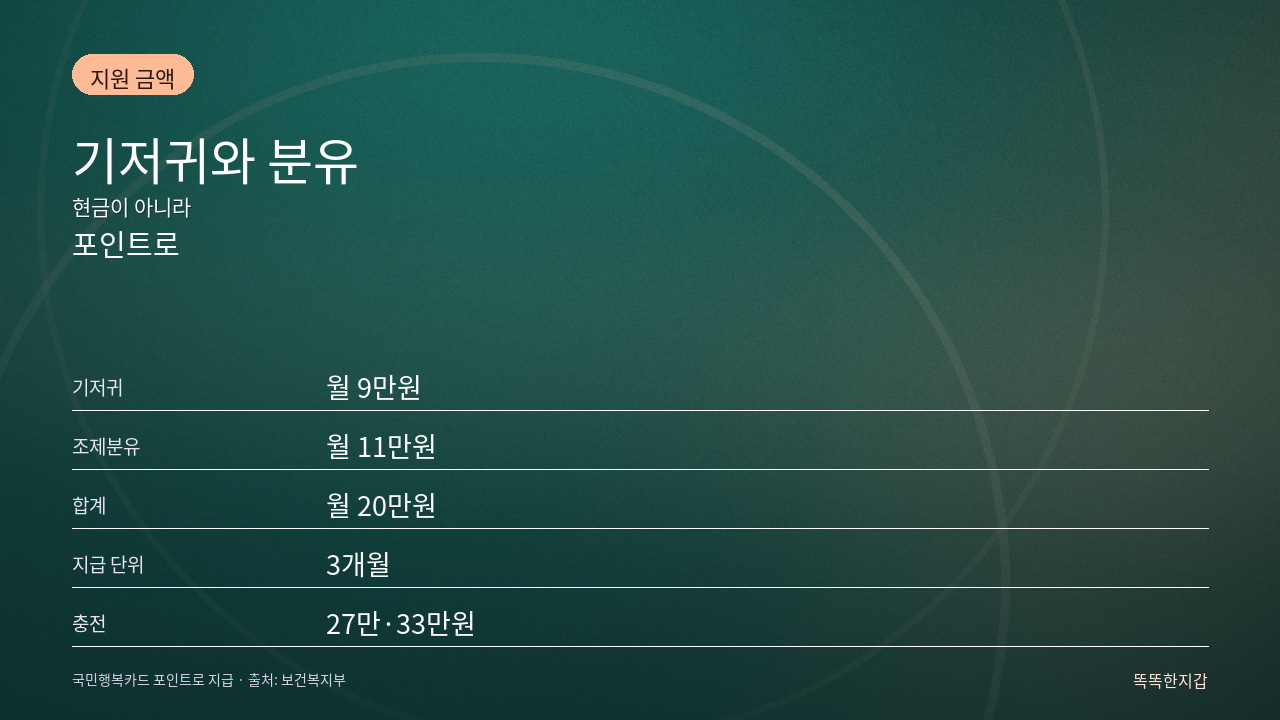 지원 금액
기저귀와 분유
현금이 아니라
포인트로
기저귀 월 9만원
조제분유 월 11만원
합계 월 20만원
지급 단위 3개월
충전 27만·33만원
국민행복카드 포인트로 지급 · 출처: 보건복지부 똑똑한지갑